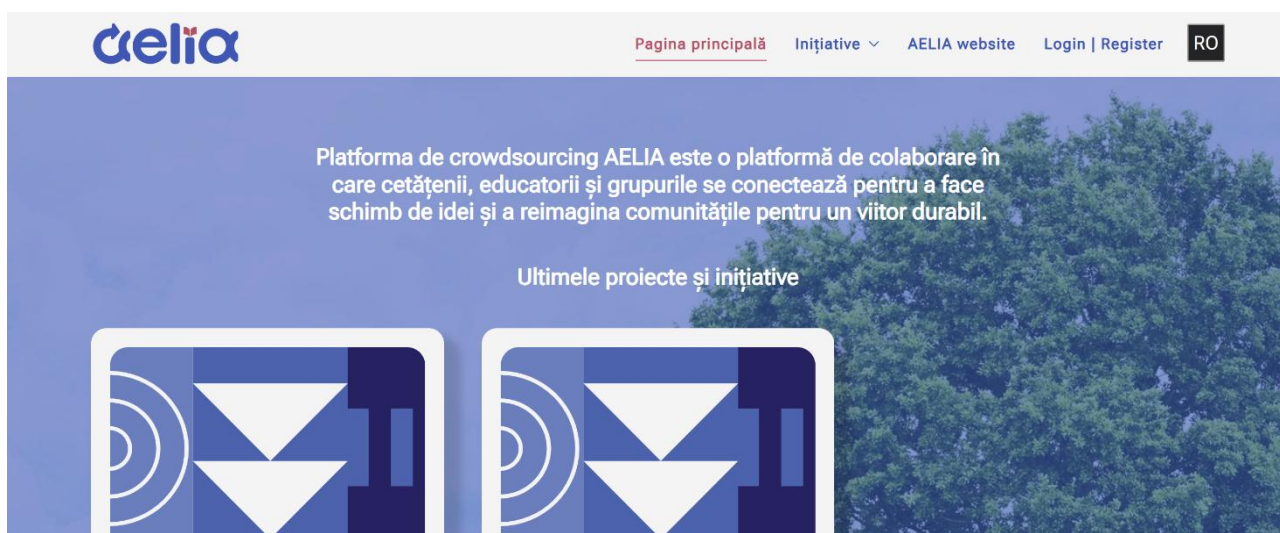 aelia
Pagina principală Inițiative AELIA website Login | Register RO
Platforma de crowdsourcing AELIA este o platformă de colaborare în
care cetățenii, educatorii și grupurile se conectează pentru a face
schimb de idei și a reimagina comunitățile pentru un viitor durabil.
Ultimele proiecte și inițiative